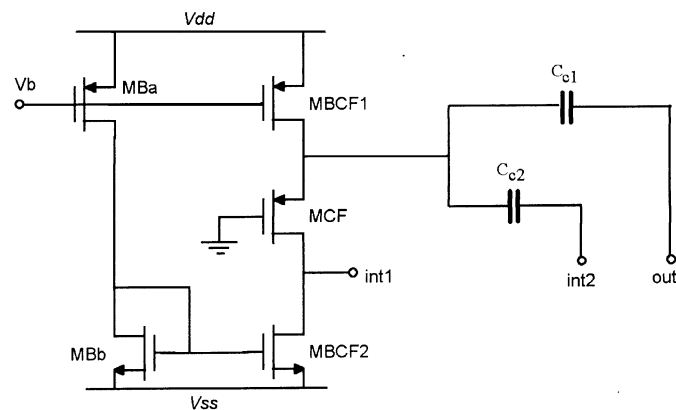 Vdd
Vb
MBa
MBCF1
Cc1
Cc2
MCF
int1
int2
out
MBb
MBCF2
Vss